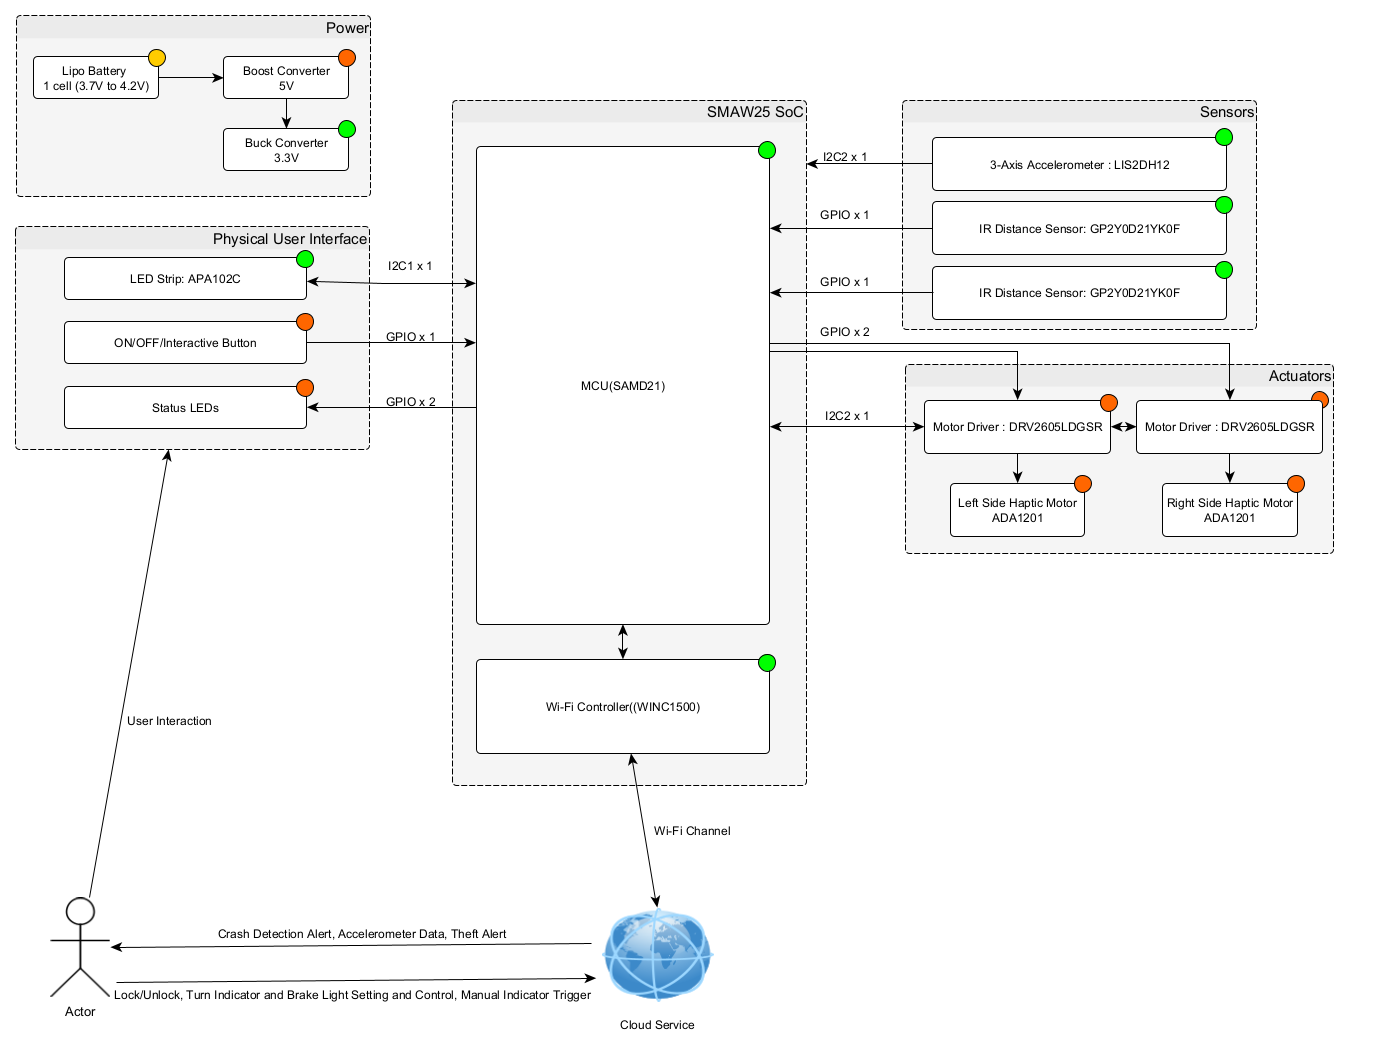 Power
Lipo Battery
1 cell (3.7V to 4.2V)
Boost Converter
5V
Buck Converter
3.3V
Physical User Interface
LED Strip: APA102C
ON/OFF/Interactive Button
Status LEDs
I2C1 x 1
GPIO x 1
GPIO x 2
SMAW25 SoC
MCU(SAMD21)
Wi-Fi Controller((WINC1500)
I2C2 x 1
GPIO x 1
GPIO x 1
GPIO x 2
I2C2 x 1
Sensors
3-Axis Accelerometer : LIS2DH12
IR Distance Sensor: GP2Y0D21YK0F
IR Distance Sensor: GP2Y0D21YK0F
Actuators
Motor Driver : DRV2605LDGSR
Motor Driver : DRV2605LDGSR
Left Side Haptic Motor
ADA1201
Right Side Haptic Motor
ADA1201
User Interaction
Wi-Fi Channel
Crash Detection Alert, Accelerometer Data, Theft Alert
Lock/Unlock, Turn Indicator and Brake Light Setting and Control, Manual Indicator Trigger
Actor
Cloud Service